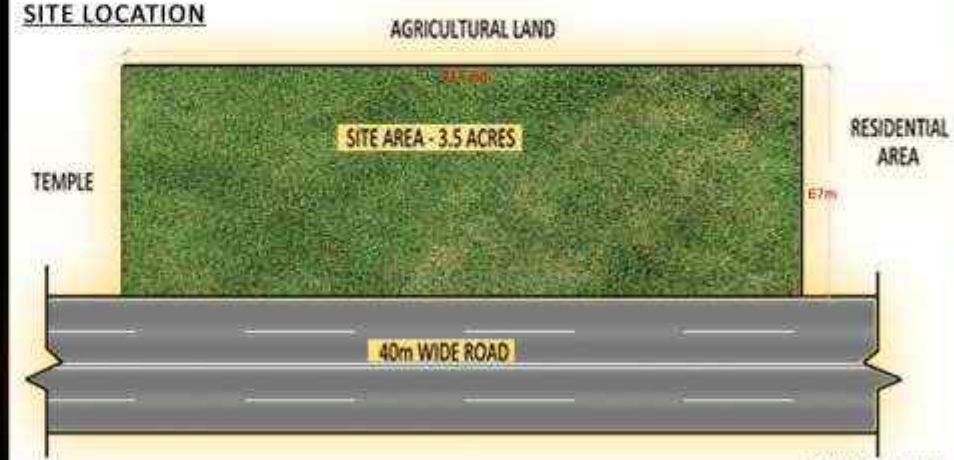 SITE LOCATION
AGRICULTURAL LAND
SITE AREA - 3.5 ACRES
RESIDENTIAL
AREA
TEMPLE
67m
40m WIDE ROAD